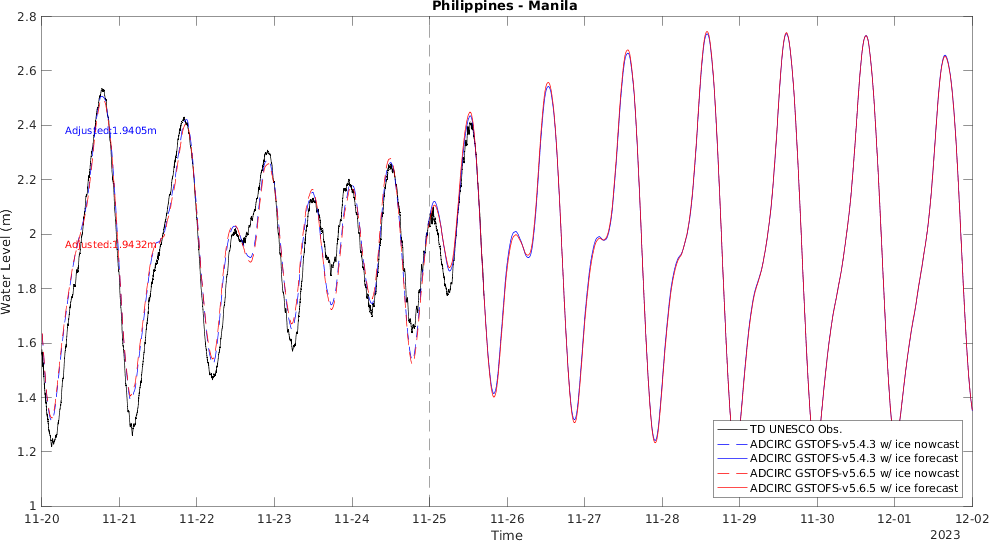 Philippines - Manila
2.8
2.6
2.4
2.2
2
1.8
1.6
1.4
1.2
1
Water Level (m)
Adjusted:1.9405m
Adjusted:1.9432m
TD UNESCO Obs.
ADCIRC GSTOFS-v5.4.3 w/ ice nowcast
ADCIRC GSTOFS-v5.4.3 w/ ice forecast
ADCIRC GSTOFS-v5.6.5 w/ ice nowcast
ADCIRC GSTOFS-v5.6.5 w/ ice forecast
11-20 11-21 11-22 11-23 11-24 11-25 11-26 11-27 11-28 11-29 11-30 12-01 12-02
Time
2023